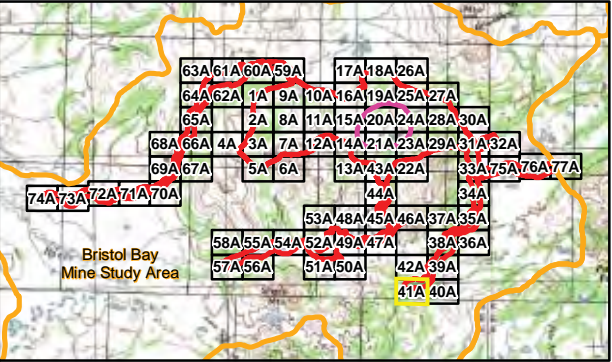 63A 61A 60A 59A 17A 18A 26A
64A 62A 1A 9A 10A 16A 19A 25A 27A
65A 2A 8A 11A 15A 20A 24A 28A 30A
68A 66A 4A 3A 7A 12A 14A 21A 23A 29A 31A 32A
69A 67A 5A 6A 13A 43A 22A 33A 75A 76A 77A
74A 73A 72A 71A 70A 44A 34A
53A 48A 45A 46A 37A 35A
58A 55A 54A 52A 49A 47A 38A 36A
57A 56A 51A 50A 42A 39A
Bristol Bay
Mine Study Area
41A 40A